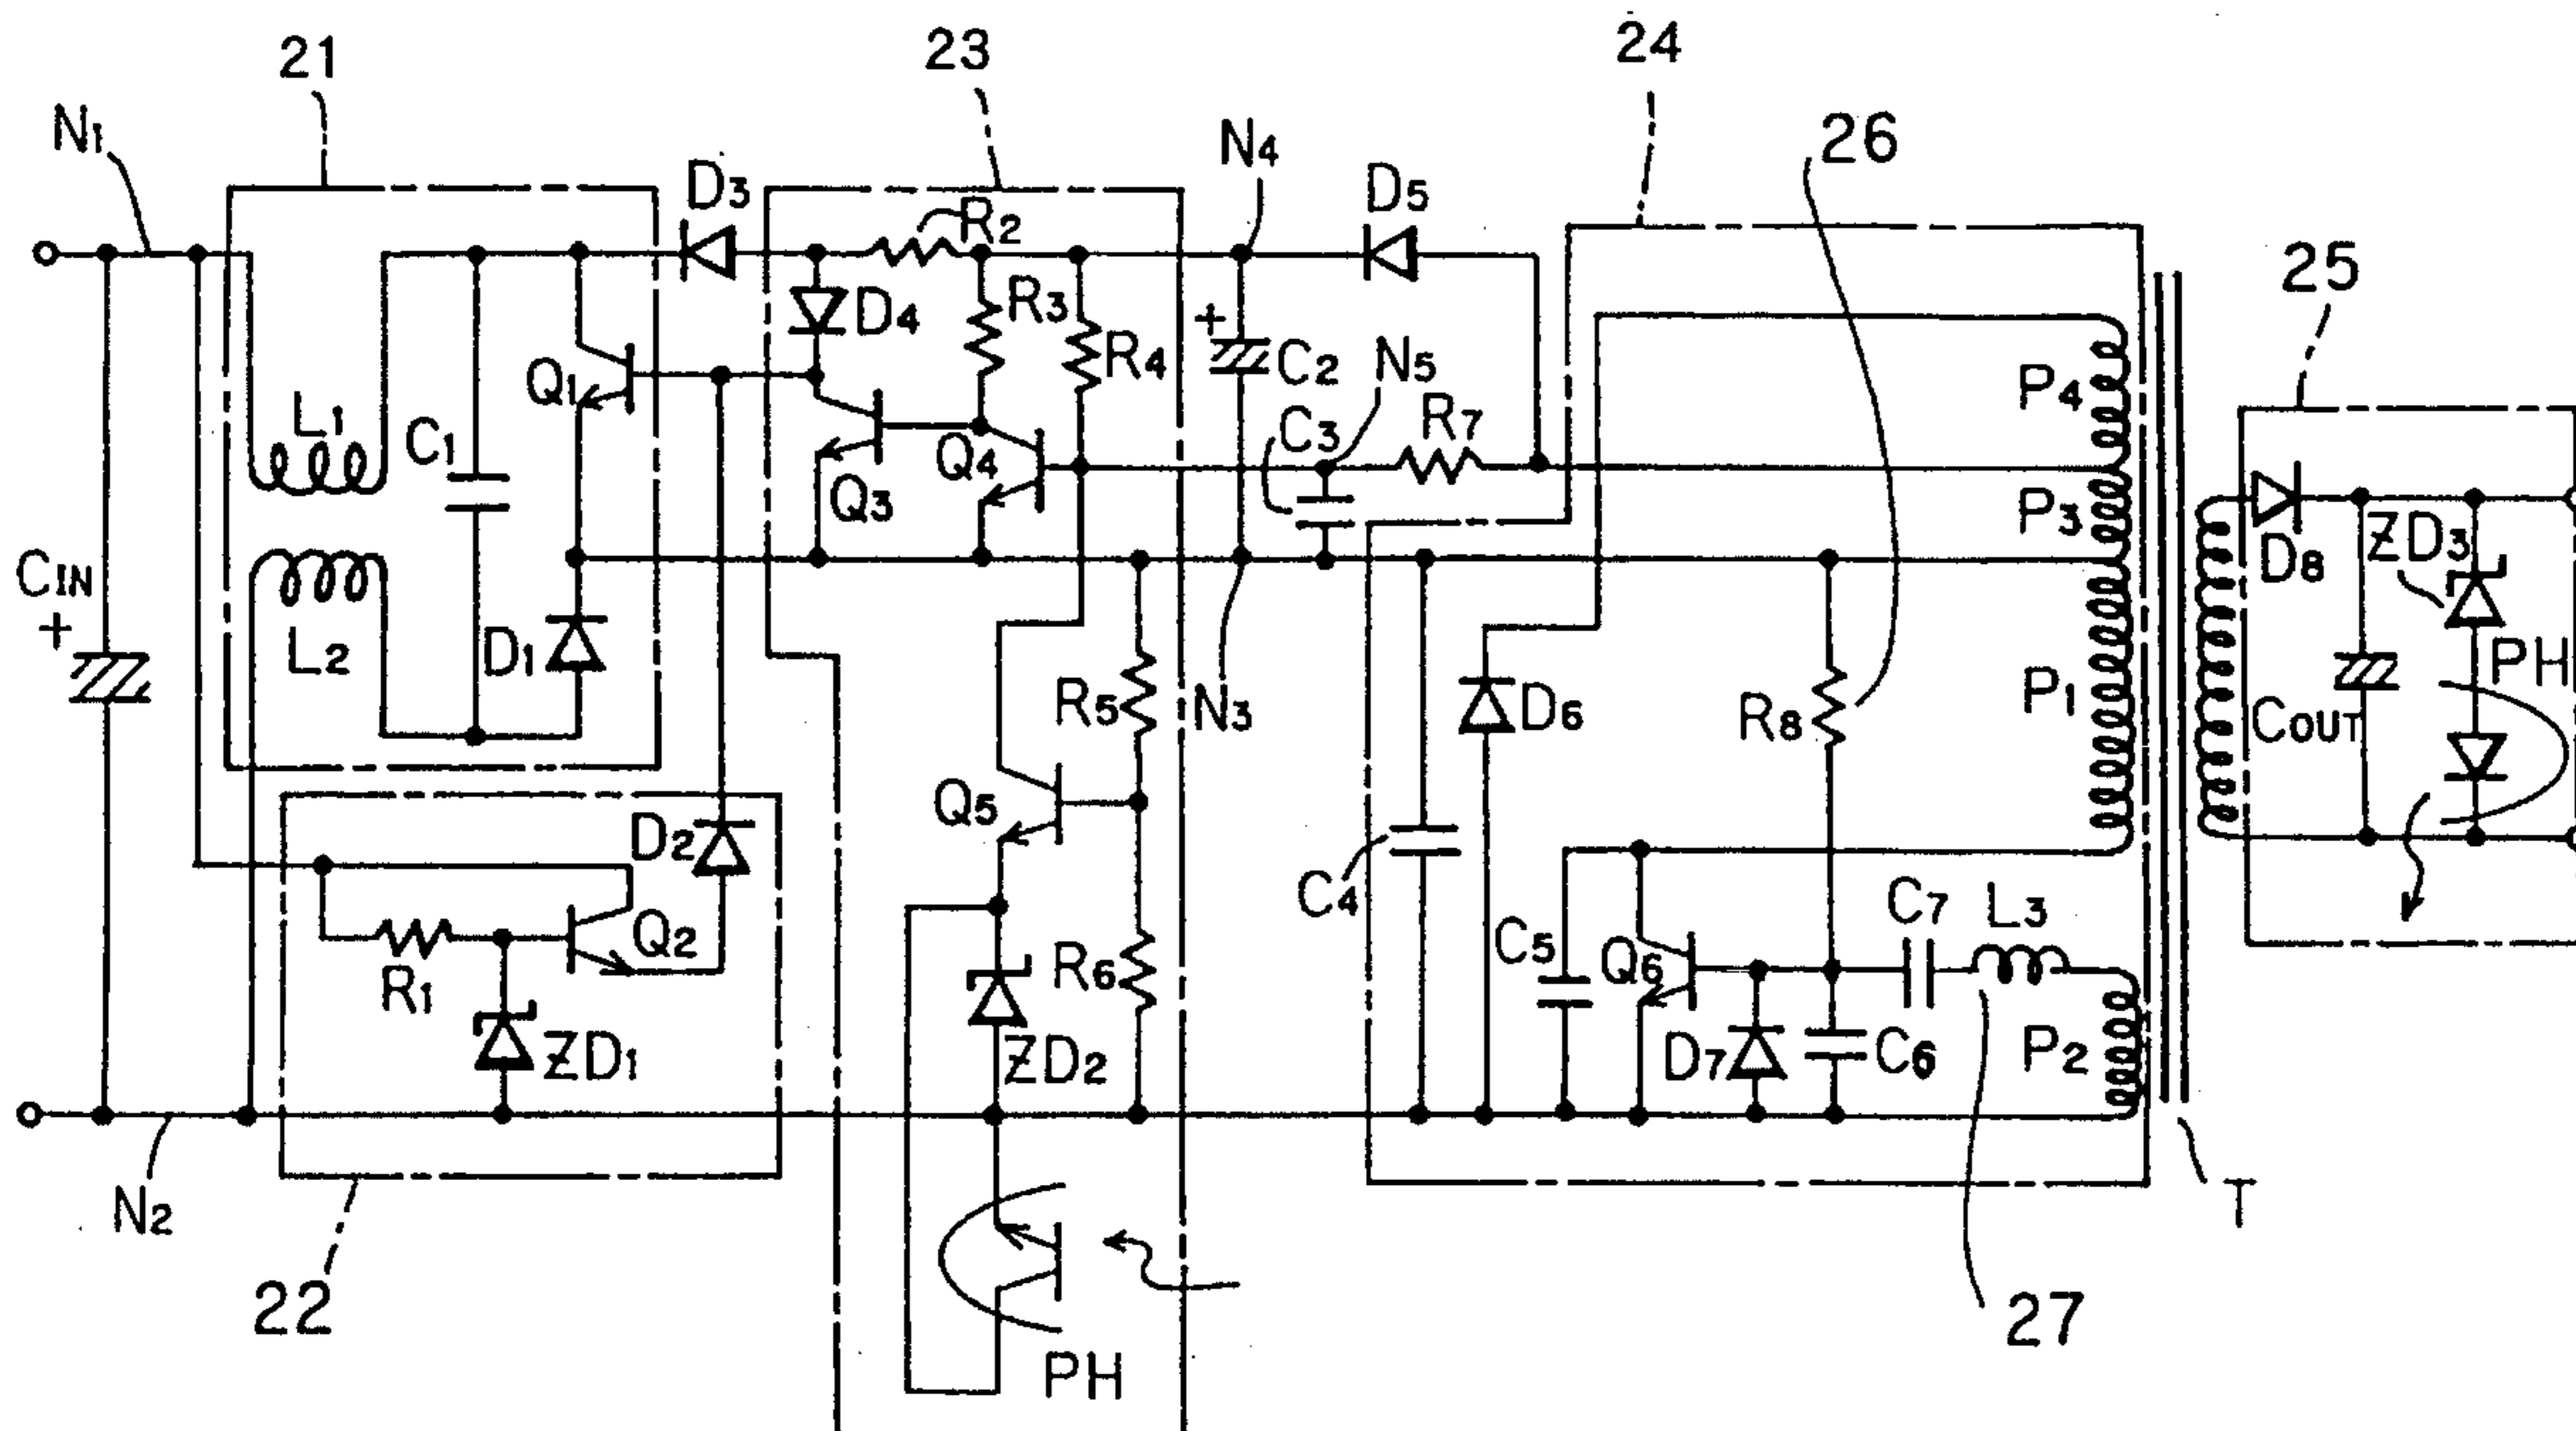 21
23
24
26
N1
D3
R2
N4
D5
25
D4
R3
R4
C2
N5
P4
Q1
L1
C1
C3
R7
Q4
Q3
P3
ZD3
D8
CIN
+
+
L2
D1
R5
N3
D6
R8
P1
PH
COUT
Q5
D2
C4
C7
L3
Q2
C5
Q6
R1
R6
ZD1
ZD2
D7
C6
P2
N2
T
22
27
PH